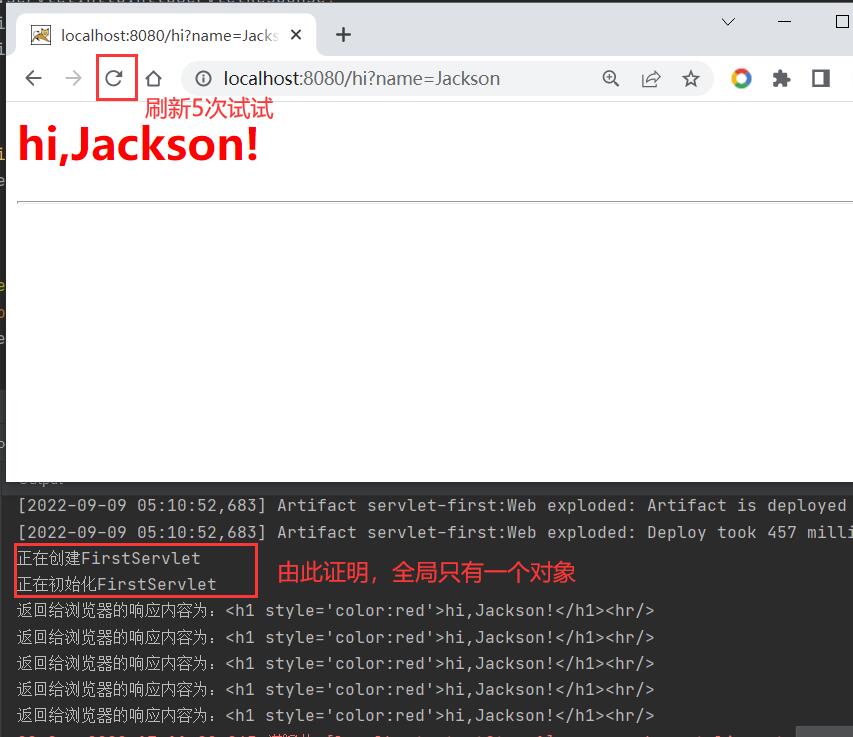 localhost:8080/hi?name=Jacks
localhost:8080/hi?name=Jackson
刷新5次试试
hi,Jackson!
[2022-09-09 05:10:52,683] Artifact servlet-first:Web exploded: Artifact is deployed
[2022-09-09 05:10:52,683] Artifact servlet-first:Web exploded: Deploy took 457 milli
正在创建FirstServlet
正在初始化FirstServlet
由此证明，全局只有一个对象
返回给浏览器的响应内容为：<h1 style='color:red'>hi,Jackson!</h1><hr/>
返回给浏览器的响应内容为：<h1 style='color:red'>hi,Jackson!</h1><hr/>
返回给浏览器的响应内容为：<h1 style='color:red'>hi,Jackson!</h1><hr/>
返回给浏览器的响应内容为：<h1 style='color:red'>hi,Jackson!</h1><hr/>
返回给浏览器的响应内容为：<h1 style='color:red'>hi,Jackson!</h1><hr/>